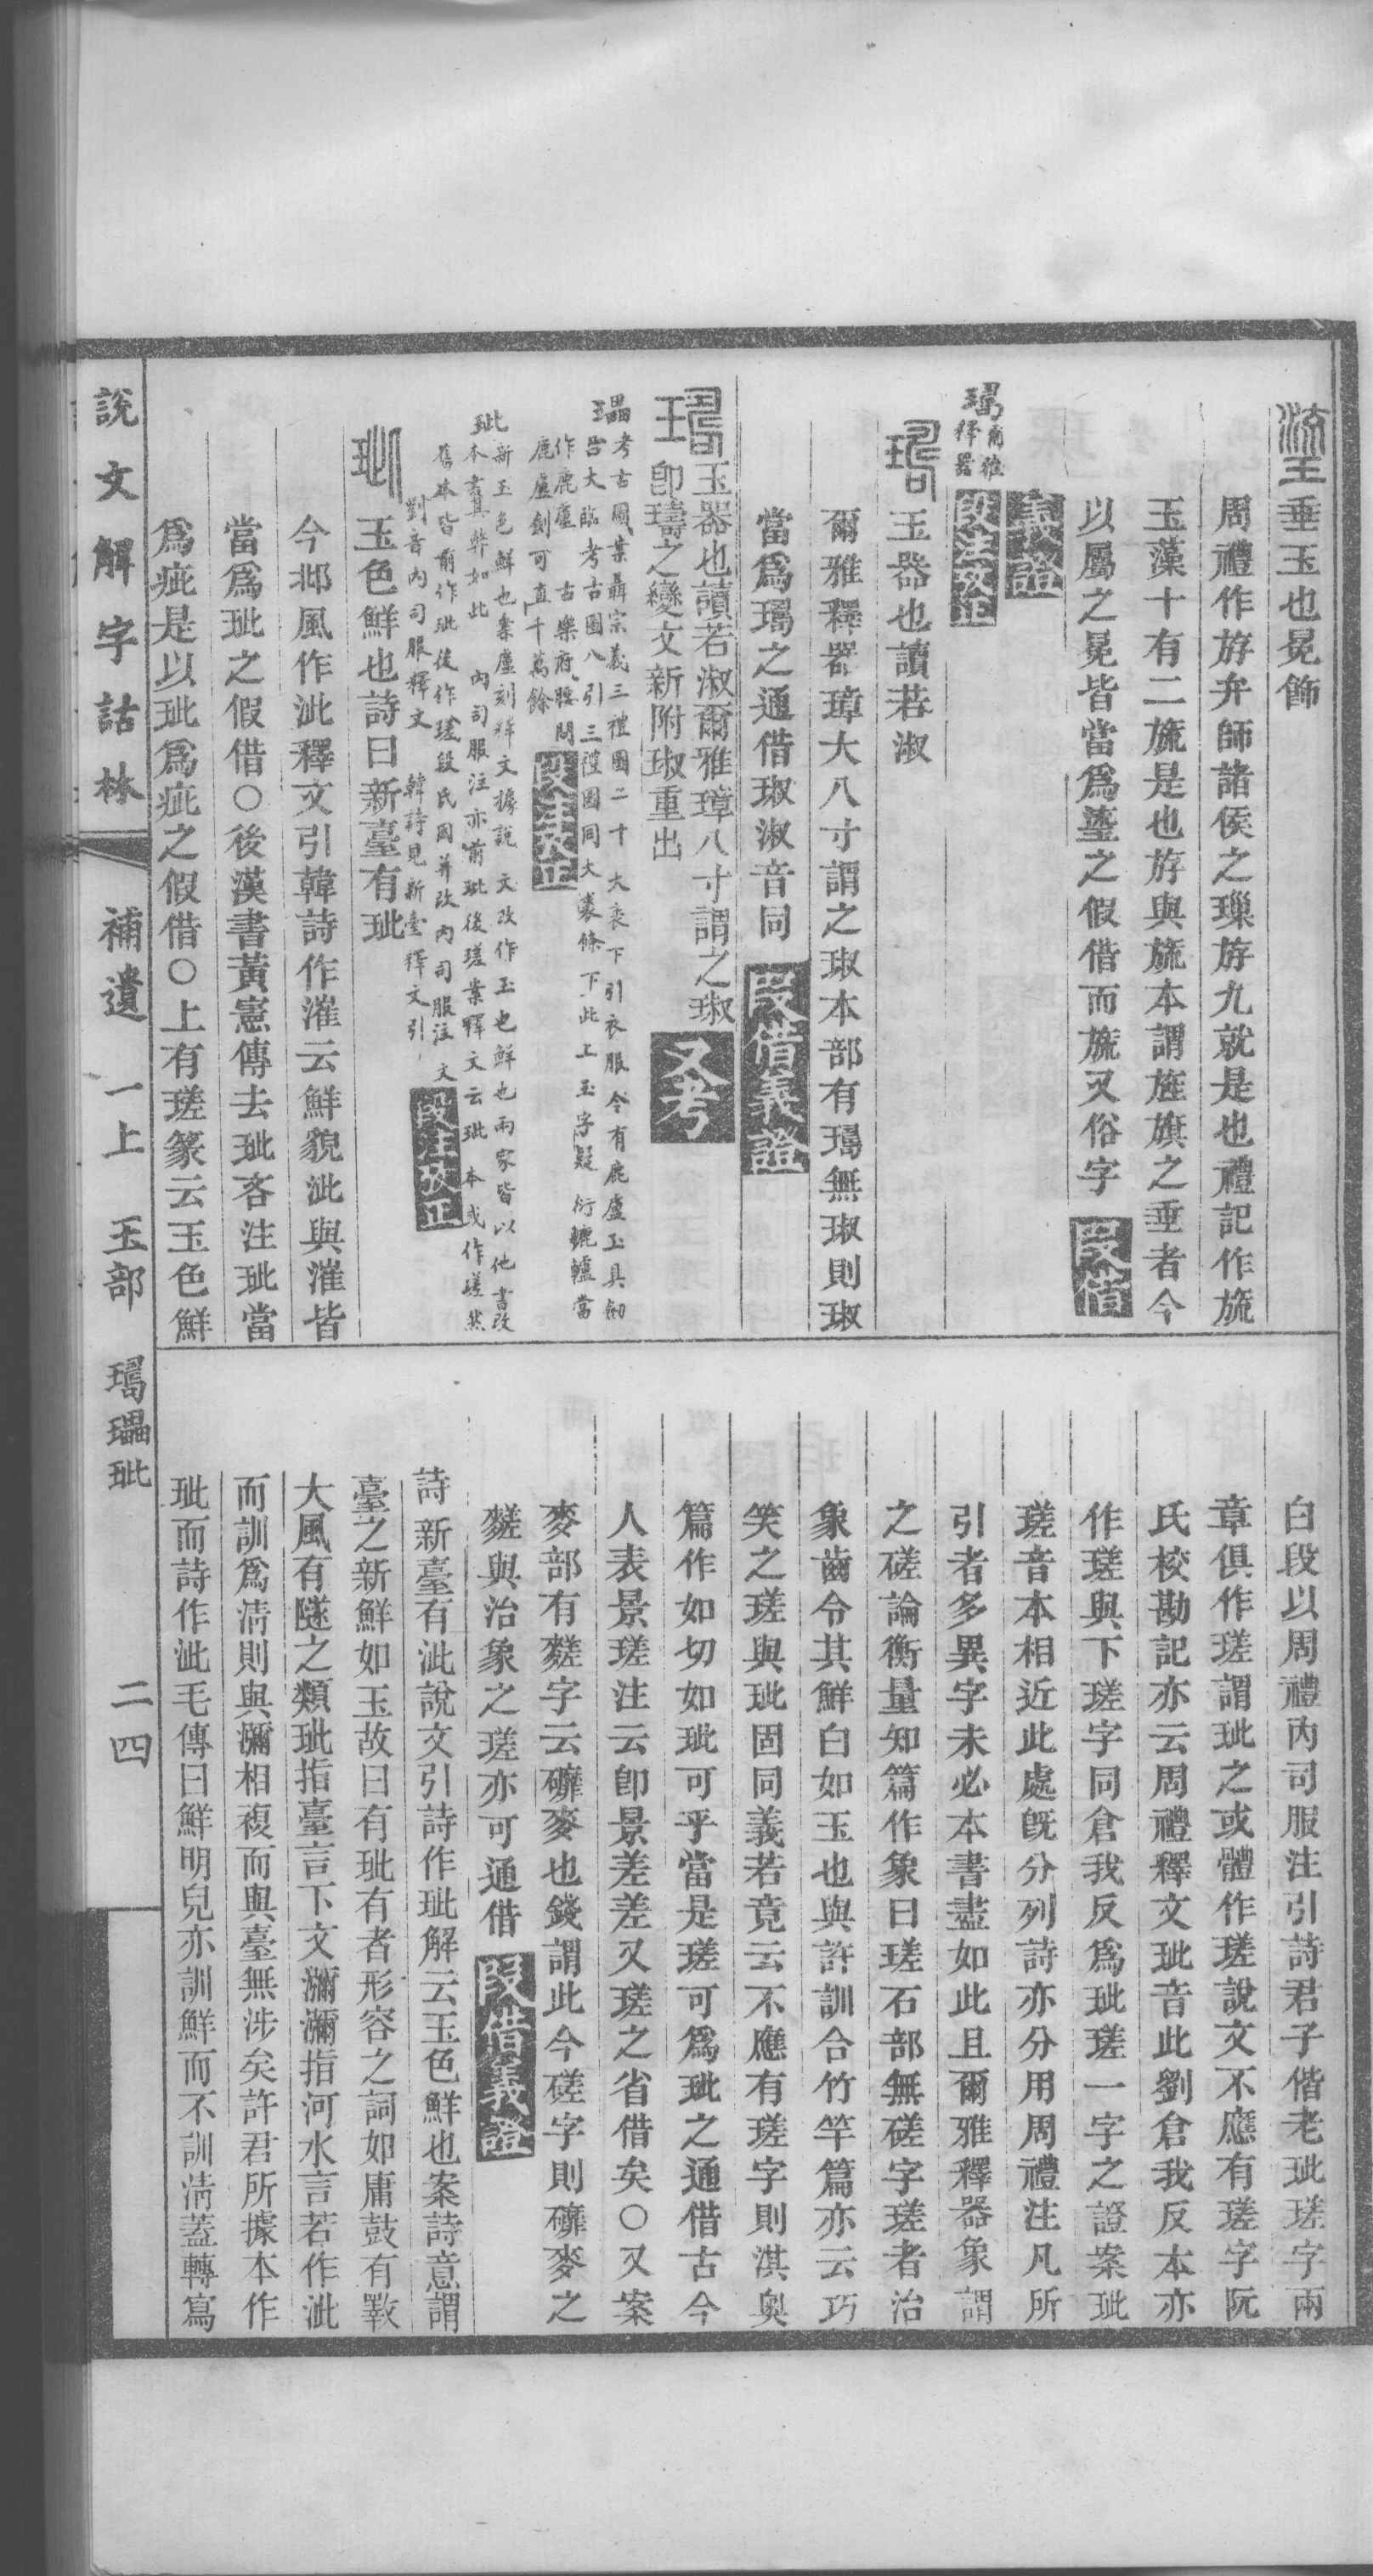 瑬垂玉也冕飾
周禮作斿弁師諸侯之璅斿九就是也禮記作旒
玉藻十有二旒是也斿與旒本謂旌旗之垂者今
以屬之冕皆當爲瑬之假借而旒又俗字 段借
義證
瑂爾雅釋器 段注攷正
玉器也讀若淑
爾雅釋器璋大八寸謂之琡本部有瑂無琡則琡
當爲瑂之通借琡淑音同 段借義證
玉器也讀若淑爾雅璋八寸謂之琡
卽璹之變文新附琡重出 又考
瓃考古圖 葉聶宗義三禮圖二十 大裘下引衣服令有鹿盧玉具劒
呂大臨考古圖八引三禮圖同大裘條下此上玉字疑衍轆轤當
作鹿盧 古樂府腰間
鹿盧劍可直千萬餘 段注攷正
玼新玉色鮮也案盧刻釋文據說文改作玉也鮮也兩家皆以他書改
本書其弊如此 內司服注亦前玼後瑳案釋文云玼本或作瑳然
舊本皆前作玼後作瑳段氏因并改內司服注 文
對音內司服釋文 韓詩見新臺釋文引 段注攷正
玼 玉色鮮也詩曰新臺有玼
今邶風作泚釋文引韓詩作漼云鮮貌泚與漼皆
當爲玼之假借○後漢書黃憲傳去玼吝注玼當
爲疵是以玼爲疵之假借○上有瑳篆云玉色鮮
白段以周禮內司服注引詩君子偕老玼瑳字兩
章俱作瑳謂玼之或體作瑳說文不應有瑳字阮
氏校勘記亦云周禮釋文玼音此劉倉我反本亦
作瑳與下瑳字同倉我反爲玼瑳一字之證案玼
瑳音本相近此處旣分列詩亦分用周禮注凡所
引者多異字未必本書盡如此且爾雅釋器象謂
之磋論衡量知篇作象曰瑳石部無磋字瑳者治
象齒令其鮮白如玉也與許訓合竹竿篇亦云巧
笑之瑳與玼固同義若竟云不應有瑳字則淇奧
篇作如切如玼可乎當是瑳可爲玼之通借古今
人表景瑳注云卽景差差又瑳之省借矣○又案
麥部有䴾字云䃺麥也錢謂此今磋字則䃺麥之
䴾與治象之瑳亦可通借 段借義證
詩新臺有泚說文引詩作玼解云玉色鮮也案詩意謂
臺之新鮮如玉故曰有玼有者形容之詞如庸鼓有斁
大風有隧之類玼指臺言下文瀰瀰指河水言若作泚
而訓爲淸則與瀰相複而與臺無涉矣許君所據本作
玼而詩作泚毛傳曰鮮明皃亦訓鮮而不訓淸蓋轉寫
說文解字詁林 補遺 一上 玉部 瑂瓃玼 二四